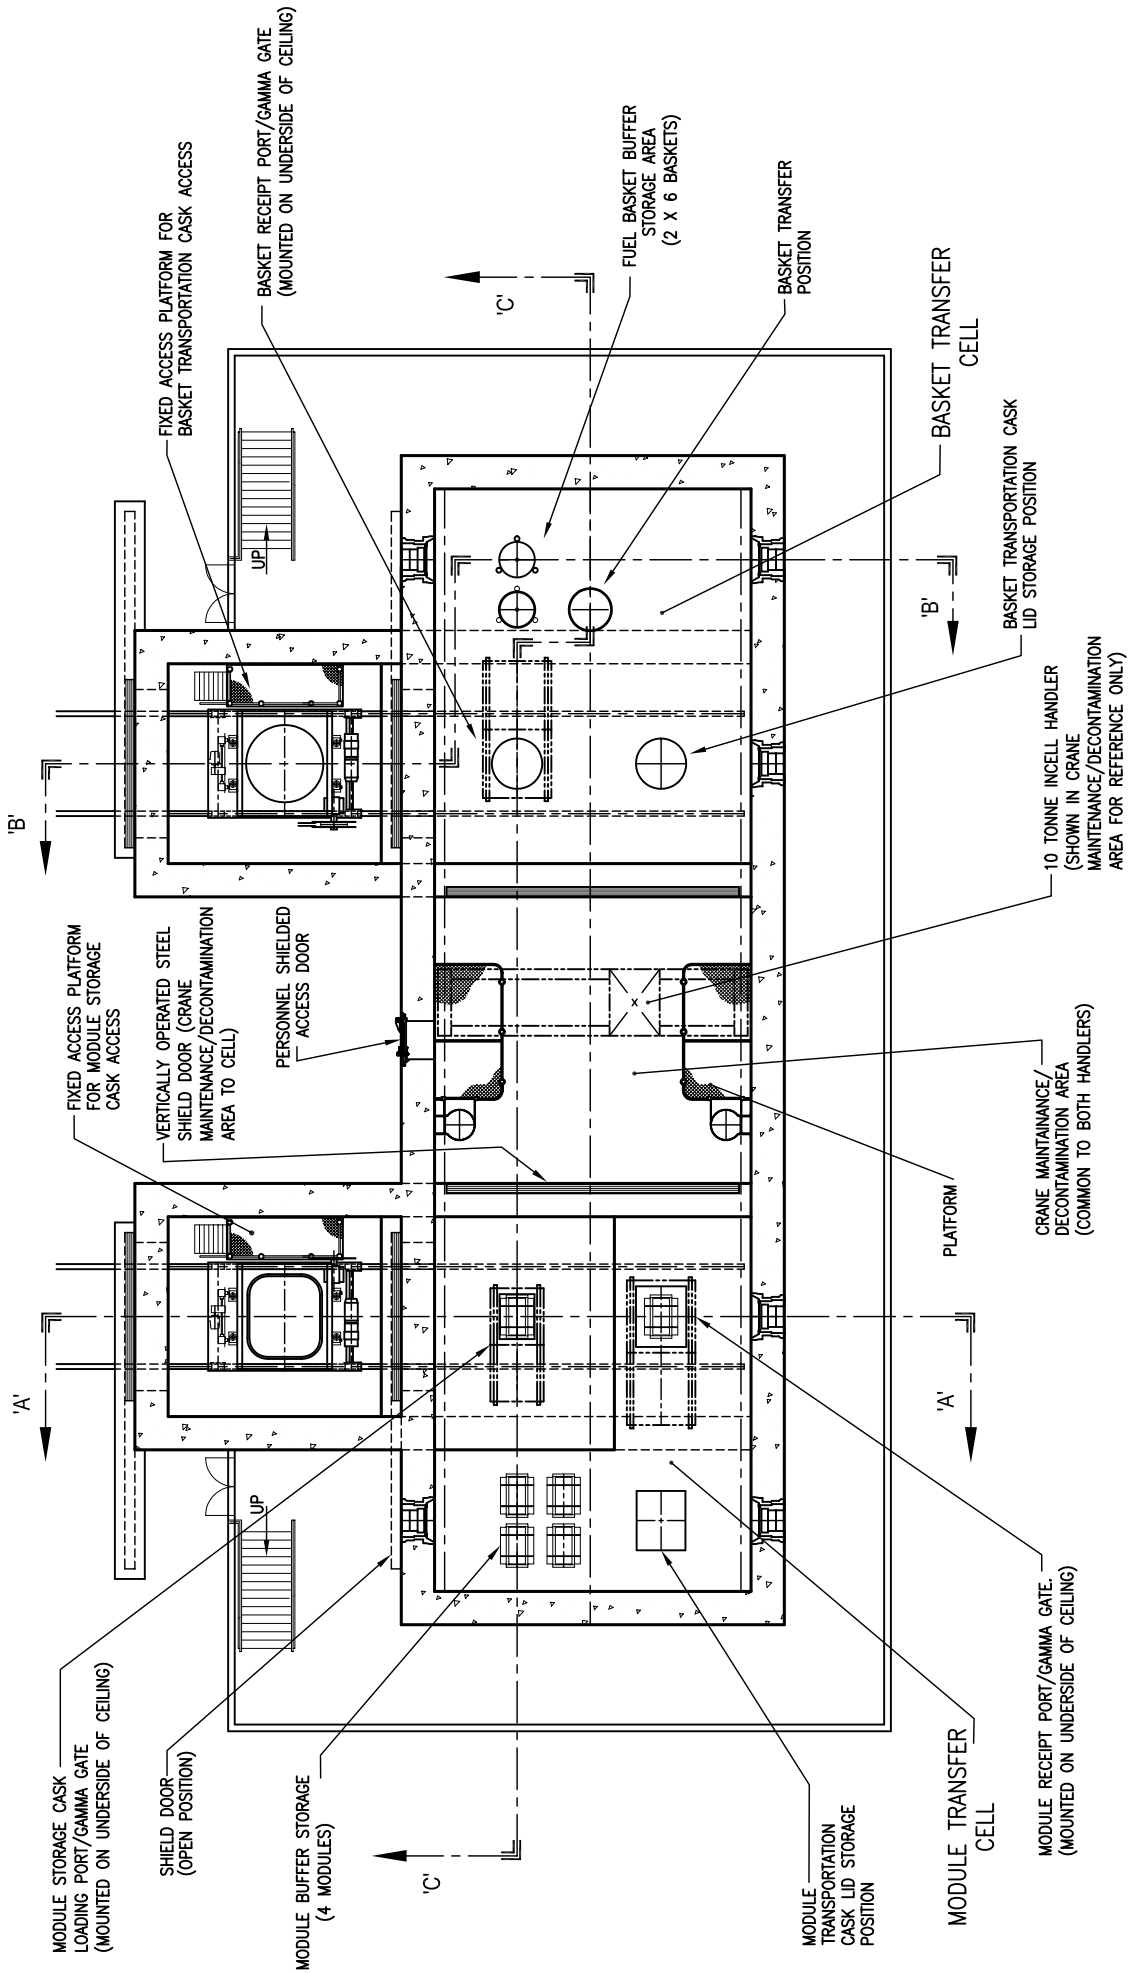 MODULE STORAGE CASK
LOADING PORT/GAMMA GATE
(MOUNTED ON UNDERSIDE OF CEILING)
SHIELD DOOR
(OPEN POSITION)
MODULE BUFFER STORAGE
(4 MODULES)
'C'
UP
'A'
FIXED ACCESS PLATFORM
FOR MODULE STORAGE
CASK ACCESS
VERTICALLY OPERATED STEEL
SHIELD DOOR (CRANE
MAINTENANCE/DECONTAMINATION
AREA TO CELL)
PERSONNEL SHIELDED
ACCESS DOOR
'B'
FIXED ACCESS PLATFORM FOR
BASKET TRANSPORTATION CASK ACCESS
UP
BASKET RECEIPT PORT/GAMMA GATE
(MOUNTED ON UNDERSIDE OF CEILING)
'C'
FUEL BASKET BUFFER
STORAGE AREA
(2 X 6 BASKETS)
BASKET TRANSFER
POSITION
BASKET TRANSFER
CELL
'B'
BASKET TRANSPORTATION CASK
LID STORAGE POSITION
10 TONNE INCELL HANDLER
(SHOWN IN CRANE
MAINTENANCE/DECONTAMINATION
AREA FOR REFERENCE ONLY)
X
CRANE MAINTAINANCE/
DECONTAMINATION AREA
(COMMON TO BOTH HANDLERS)
PLATFORM
'A'
MODULE RECEIPT PORT/GAMMA GATE.
(MOUNTED ON UNDERSIDE OF CEILING)
MODULE TRANSFER
CELL
MODULE
TRANSPORTATION
CASK LID STORAGE
POSITION